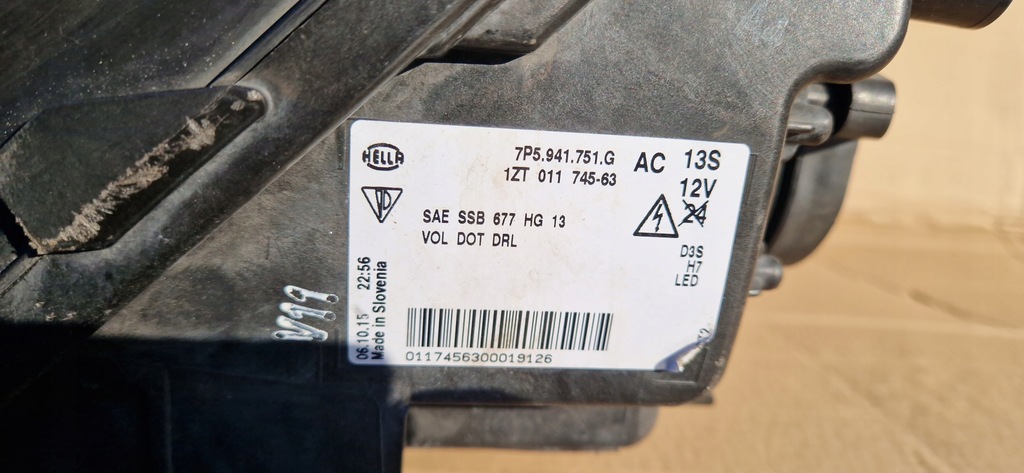 HELLA
7P5.941.751.G
1ZT 011 745-63
AC
13S
12V
24
SAE SSB 677 HG 13
VOL DOT DRL
D3S
H7
LED
06.10.15 22:56
Made in Slovenia
0117456300019126